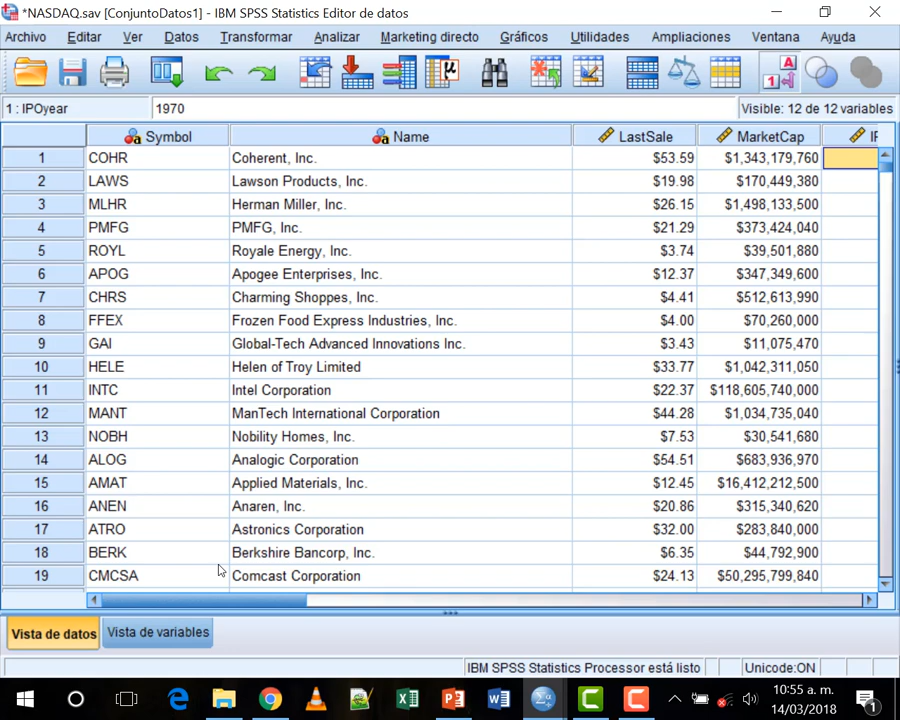 *NASDAQ.sav [ConjuntoDatos1] - IBM SPSS Statistics Editor de datos
Archivo Editar Ver Datos Transformar Analizar Marketing directo Gráficos Utilidades Ampliaciones Ventana Ayuda
1 : IPOyear 1970 Visible: 12 de 12 variables
Symbol Name LastSale MarketCap
1 COHR Coherent, Inc. $53.59 $1,343,179,760
2 LAWS Lawson Products, Inc. $19.98 $170,449,380
3 MLHR Herman Miller, Inc. $26.15 $1,498,133,500
4 PMFG PMFG, Inc. $21.29 $373,424,040
5 ROYL Royale Energy, Inc. $3.74 $39,501,880
6 APOG Apogee Enterprises, Inc. $12.37 $347,349,600
7 CHRS Charming Shoppes, Inc. $4.41 $512,613,990
8 FFEX Frozen Food Express Industries, Inc. $4.00 $70,260,000
9 GAI Global-Tech Advanced Innovations Inc. $3.43 $11,075,470
10 HELE Helen of Troy Limited $33.77 $1,042,311,050
11 INTC Intel Corporation $22.37 $118,605,740,000
12 MANT ManTech International Corporation $44.28 $1,034,735,040
13 NOBH Nobility Homes, Inc. $7.53 $30,541,680
14 ALOG Analogic Corporation $54.51 $683,936,970
15 AMAT Applied Materials, Inc. $12.45 $16,412,212,500
16 ANEN Anaren, Inc. $20.86 $315,340,620
17 ATRO Astronics Corporation $32.00 $283,840,000
18 BERK Berkshire Bancorp, Inc. $6.35 $44,792,900
19 CMCSA Comcast Corporation $24.13 $50,295,799,840
Vista de datos Vista de variables
IBM SPSS Statistics Processor está listo Unicode:ON
10:55 a. m.
14/03/2018